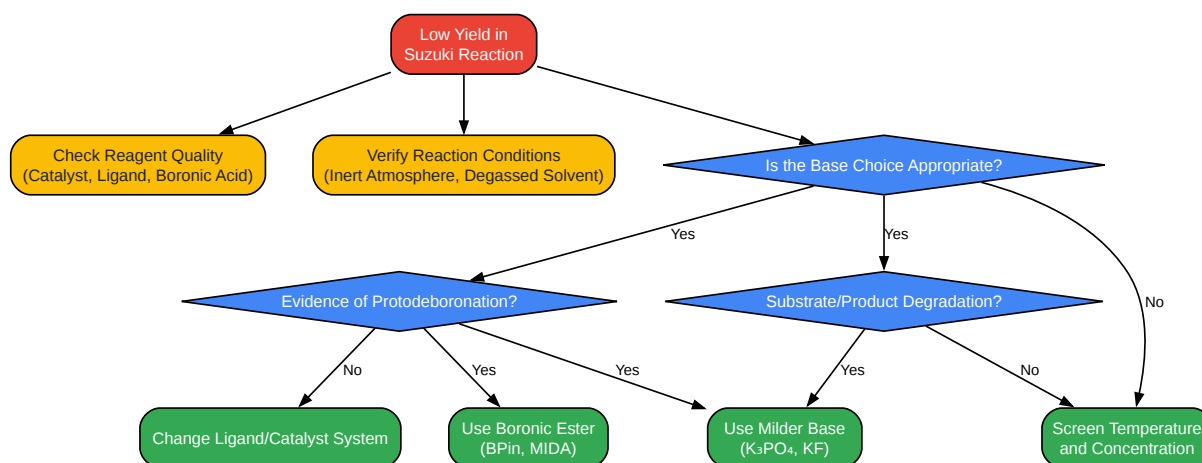 Low Yield in
Suzuki Reaction
Check Reagent Quality
(Catalyst, Ligand, Boronic Acid)
Verify Reaction Conditions
(Inert Atmosphere, Degassed Solvent)
Is the Base Choice Appropriate?
Yes
Yes
No
Evidence of Protodeboronation?
Substrate/Product Degradation?
No
Yes
Yes
Yes
No
Change Ligand/Catalyst System
Use Boronic Ester
(BPin, MIDA)
Use Milder Base
(K₃PO₄, KF)
Screen Temperature
and Concentration